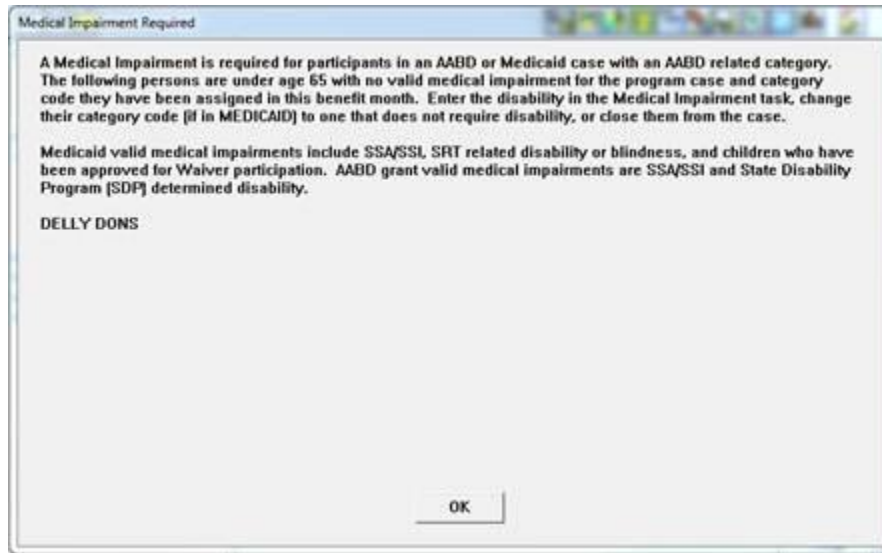 Medical Impairment Required
A Medical Impairment is required for participants in an AABD or Medicaid case with an AABD related category.
The following persons are under age 65 with no valid medical impairment for the program case and category
code they have been assigned in this benefit month. Enter the disability in the Medical Impairment task, change
their category code (if in MEDICAID) to one that does not require disability, or close them from the case.
Medicaid valid medical impairments include SSA/SSI, SRT related disability or blindness, and children who have
been approved for Waiver participation. AABD grant valid medical impairments are SSA/SSI and State Disability
Program (SDP) determined disability.
DELLY DONS
OK